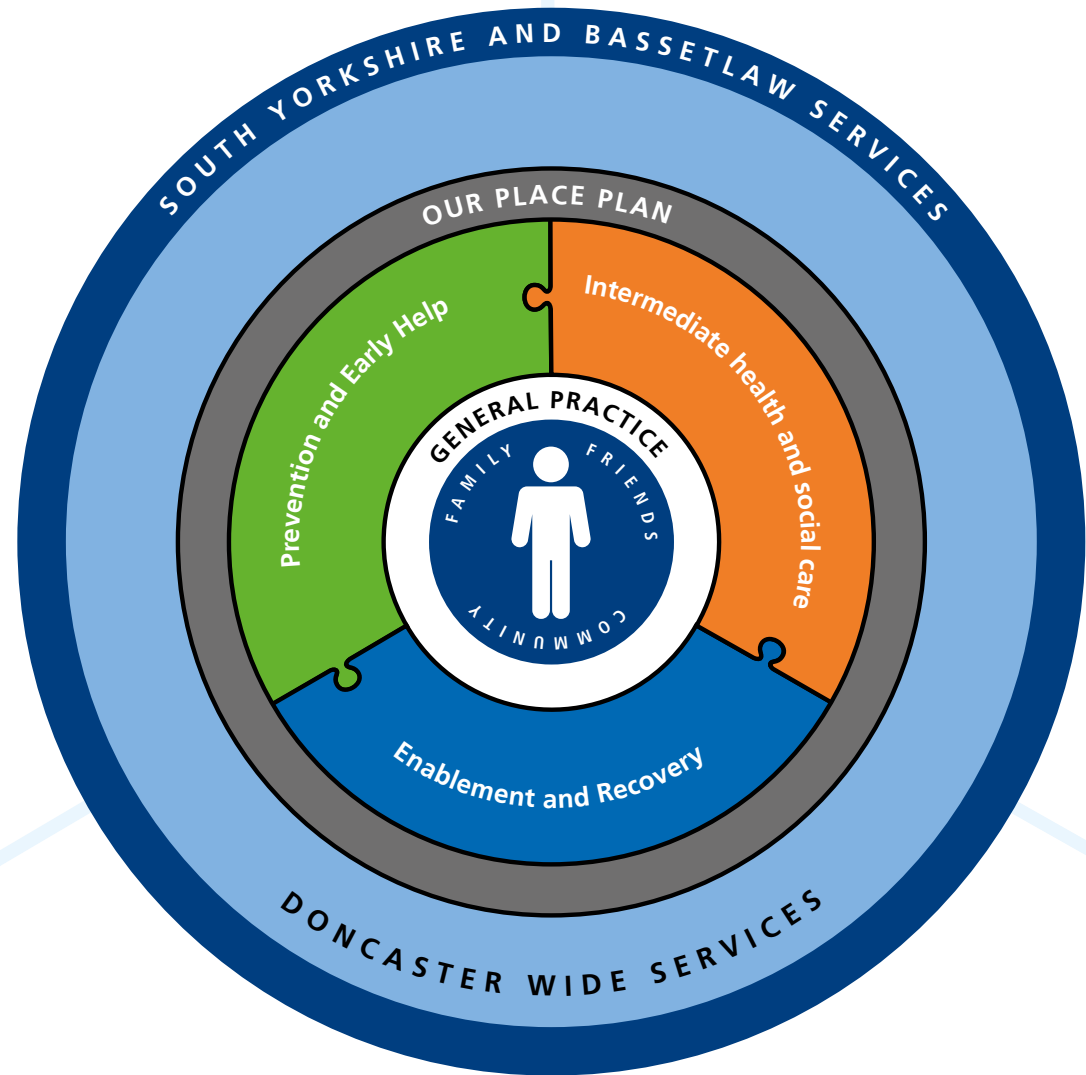 SOUTH YORKSHIRE AND BASSETLAW SERVICES
OUR PLACE PLAN
Prevention and Early Help
Intermediate health and social care
GENERAL PRACTICE
FAMILY
FRIENDS
COMMUNITY
Enablement and Recovery
DONCASTER WIDE SERVICES